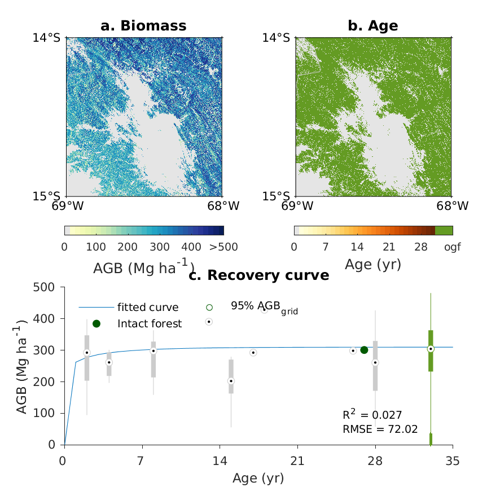 a. Biomass
b. Age
14°S
15°S
69°W 68°W
14°S
15°S
69°W 68°W
0 100 200 300 400 >500
AGB (Mg ha-1)
0 7 14 21 28 ogf
Age (yr)
c. Recovery curve
500
400
300
200
100
0
AGB (Mg ha-1)
fitted curve
Intact forest
95% AGBgrid
R2 = 0.027
RMSE = 72.02
0 7 14 21 28 35
Age (yr)